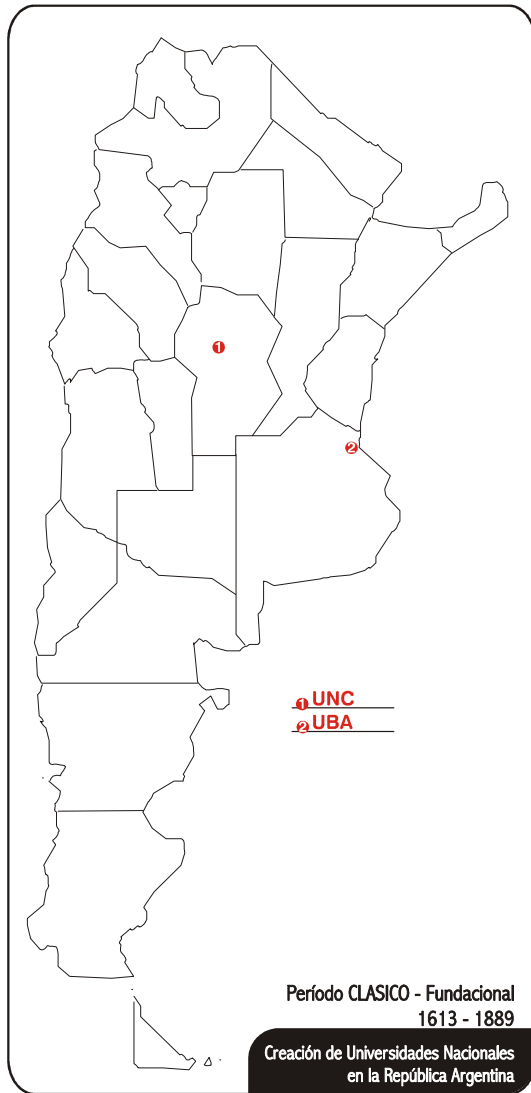 1
2
1 UNC
2 UBA
Período CLASICO - Fundacional
1613 - 1889
Creación de Universidades Nacionales
en la República Argentina